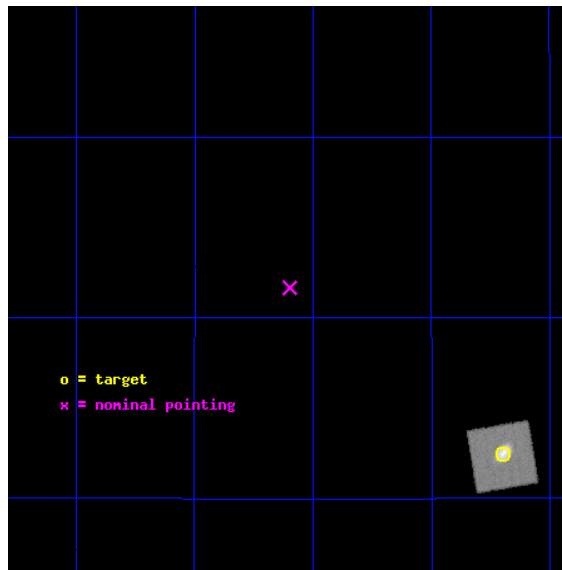 o = target
x = nominal pointing